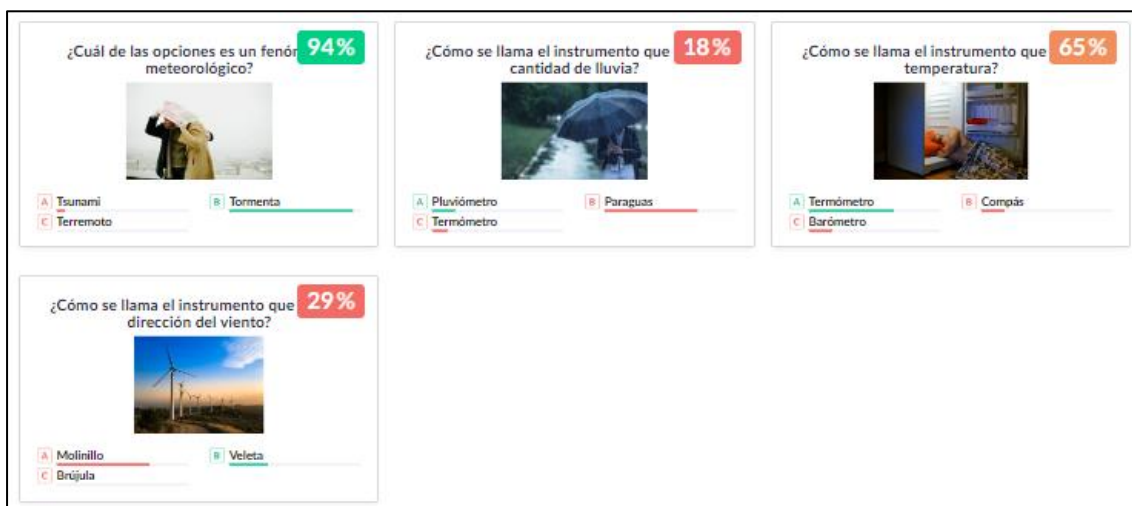 ¿Cuál de las opciones es un fenó
meteorológico?
94%
A Tsunami
B Tormenta
C Terremoto
¿Cómo se llama el instrumento que
cantidad de lluvia?
18%
A Pluviómetro
B Paraguas
C Termómetro
¿Cómo se llama el instrumento que
temperatura?
65%
A Termómetro
B Compás
C Barómetro
¿Cómo se llama el instrumento que
dirección del viento?
29%
A Molinillo
B Veleta
C Brújula